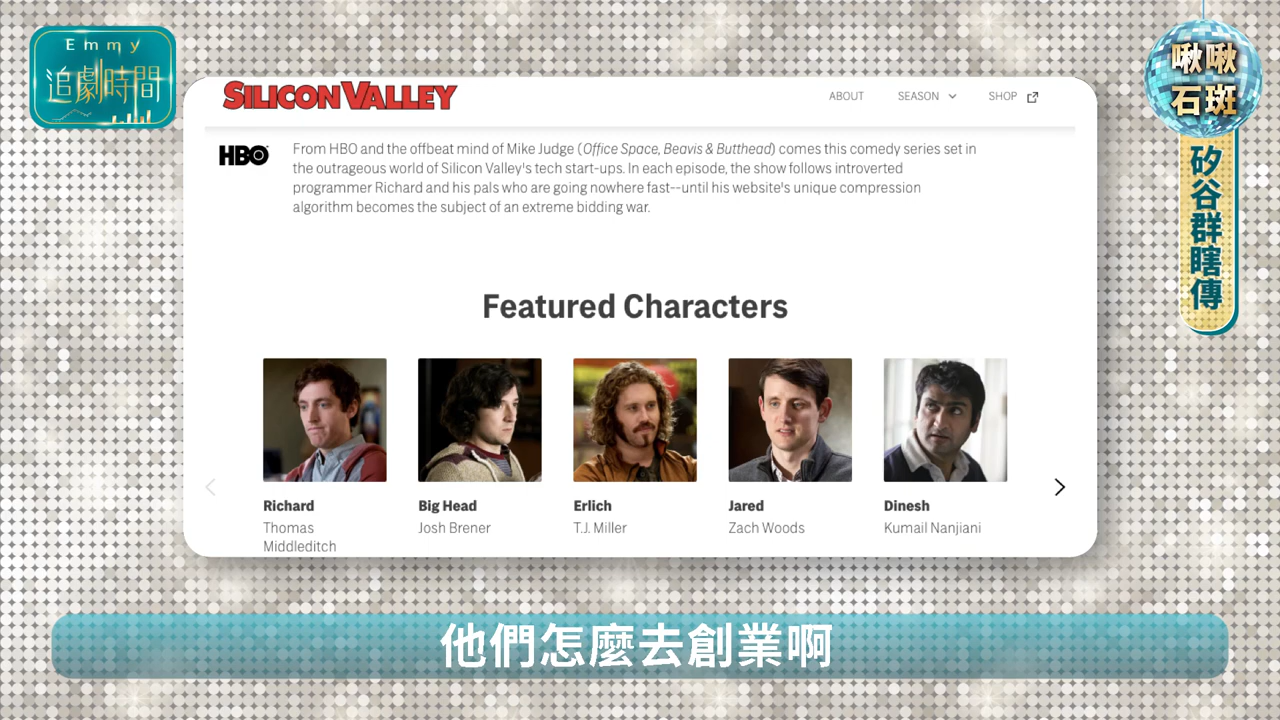 Emmy
追劇時間
啾啾
石斑
矽谷群瞎傳
SILICON VALLEY
ABOUT
SEASON
SHOP
HBO
From HBO and the offbeat mind of Mike Judge (Office Space, Beavis & Butthead) comes this comedy series set in
the outrageous world of Silicon Valley's tech start-ups. In each episode, the show follows introverted
programmer Richard and his pals who are going nowhere fast--until his website's unique compression
algorithm becomes the subject of an extreme bidding war.
Featured Characters
Richard
Thomas
Middleditch
Big Head
Josh Brener
Erlich
T.J. Miller
Jared
Zach Woods
Dinesh
Kumail Nanjiani
他們怎麼去創業啊